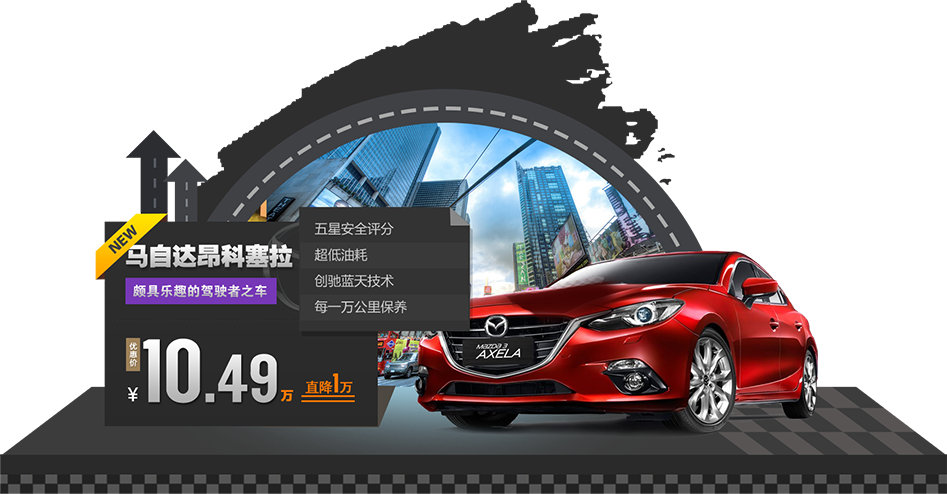 NEW
马自达昂科塞拉
颇具乐趣的驾驶者之车
优惠价
¥10.49万
直降1万
五星安全评分
超低油耗
创驰蓝天技术
每一万公里保养
mazda 3
AXELA